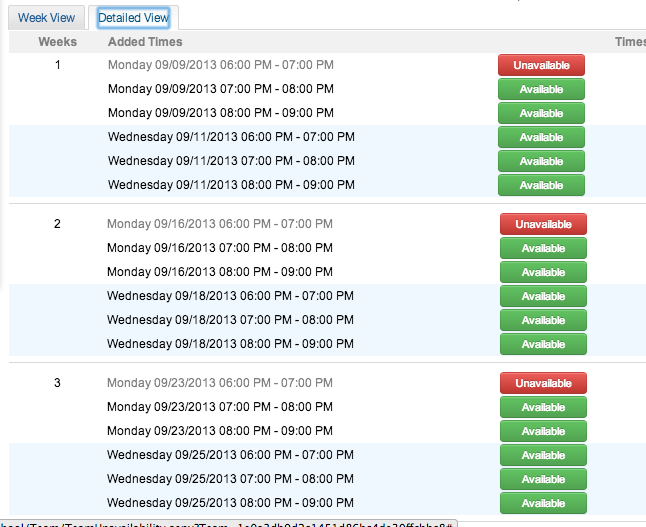 Week View Detailed View
Weeks Added Times Times
1 Monday 09/09/2013 06:00 PM - 07:00 PM Unavailable
Monday 09/09/2013 07:00 PM - 08:00 PM Available
Monday 09/09/2013 08:00 PM - 09:00 PM Available
Wednesday 09/11/2013 06:00 PM - 07:00 PM Available
Wednesday 09/11/2013 07:00 PM - 08:00 PM Available
Wednesday 09/11/2013 08:00 PM - 09:00 PM Available
2 Monday 09/16/2013 06:00 PM - 07:00 PM Unavailable
Monday 09/16/2013 07:00 PM - 08:00 PM Available
Monday 09/16/2013 08:00 PM - 09:00 PM Available
Wednesday 09/18/2013 06:00 PM - 07:00 PM Available
Wednesday 09/18/2013 07:00 PM - 08:00 PM Available
Wednesday 09/18/2013 08:00 PM - 09:00 PM Available
3 Monday 09/23/2013 06:00 PM - 07:00 PM Unavailable
Monday 09/23/2013 07:00 PM - 08:00 PM Available
Monday 09/23/2013 08:00 PM - 09:00 PM Available
Wednesday 09/25/2013 06:00 PM - 07:00 PM Available
Wednesday 09/25/2013 07:00 PM - 08:00 PM Available
Wednesday 09/25/2013 08:00 PM - 09:00 PM Available